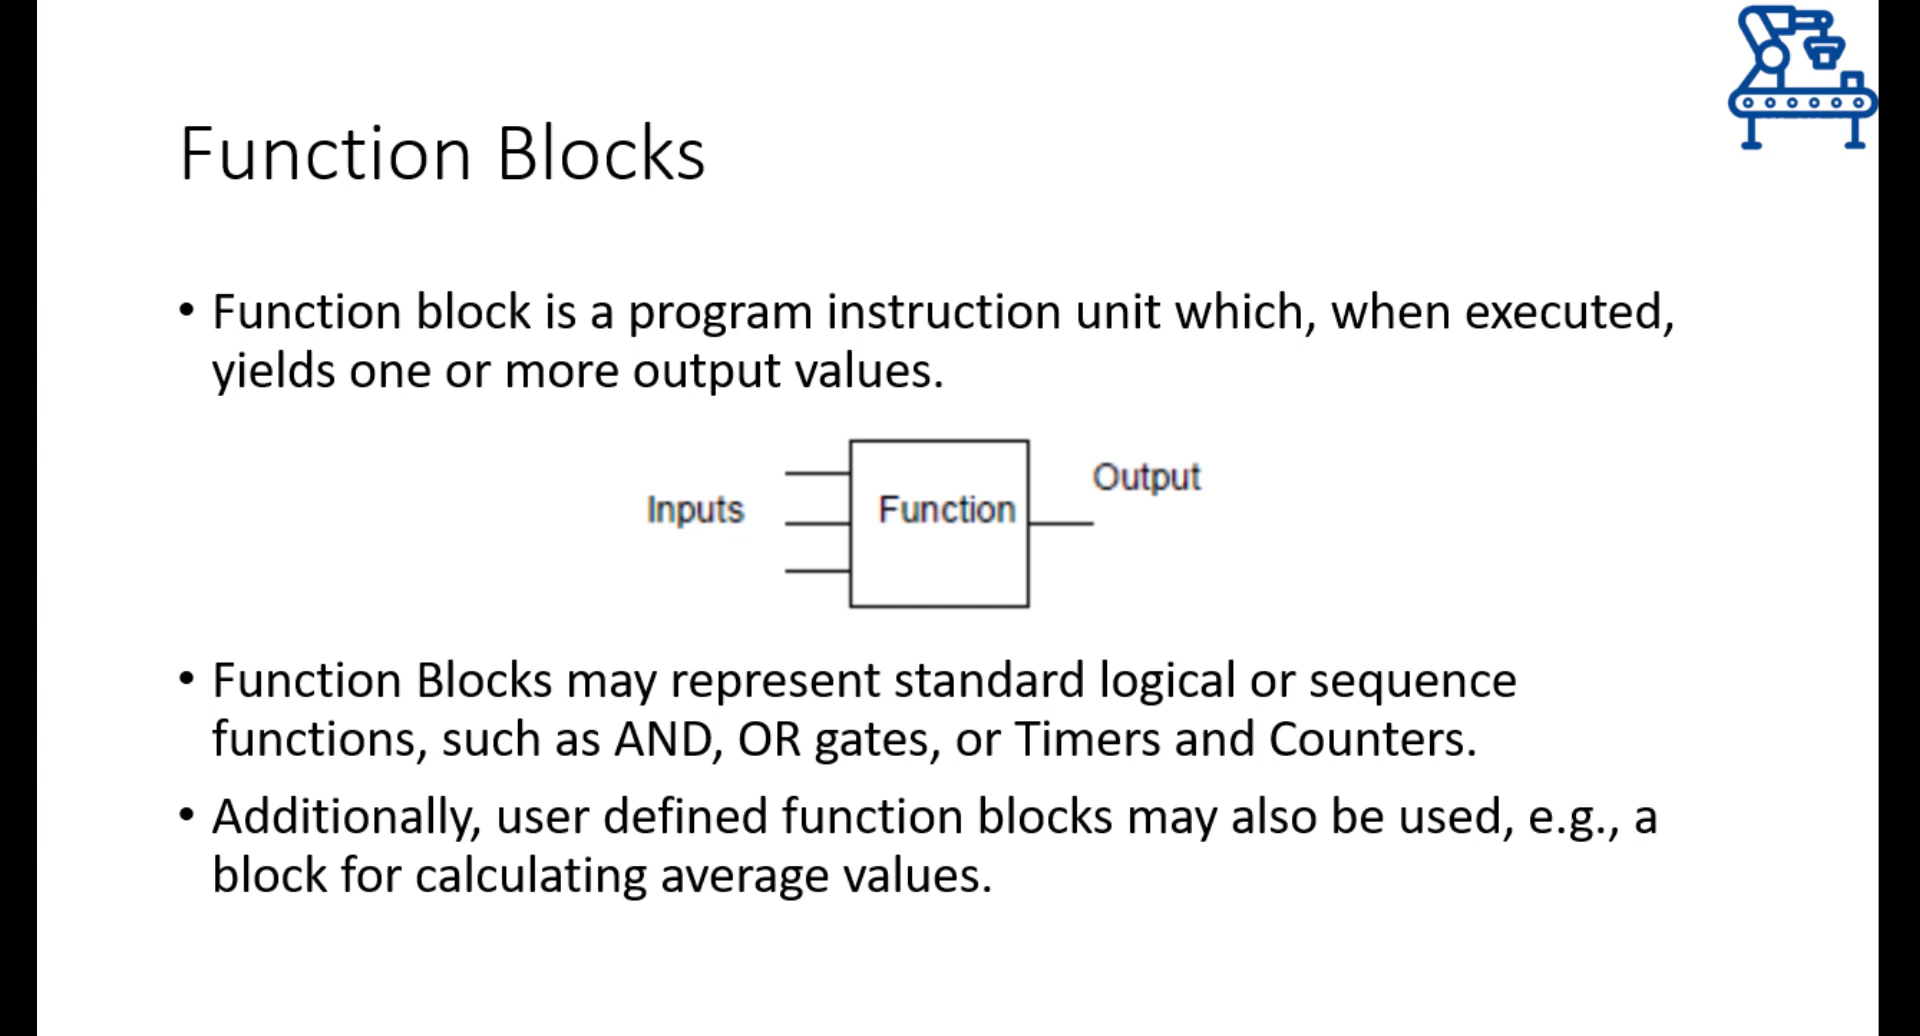 Function Blocks
• Function block is a program instruction unit which, when executed,
yields one or more output values.
Output
Inputs
Function
• Function Blocks may represent standard logical or sequence
functions, such as AND, OR gates, or Timers and Counters.
• Additionally, user defined function blocks may also be used, e.g., a
block for calculating average values.